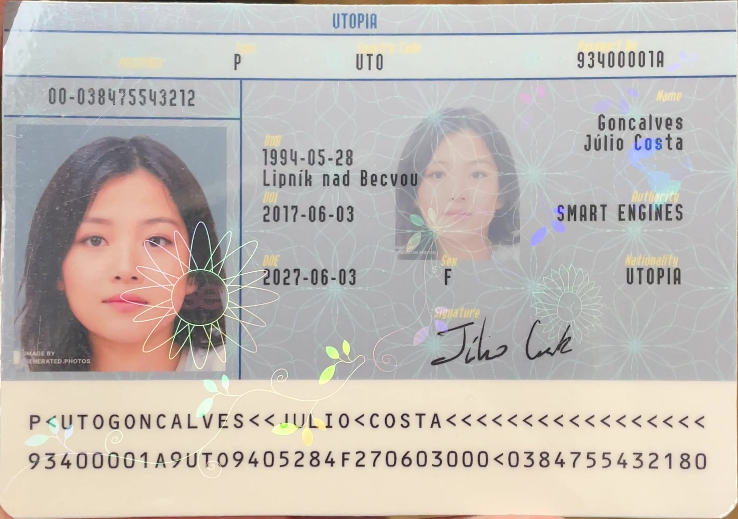 UTOPIA
Type
Country Code
Passport No
PASSPORT
P
UTO
93400001A
00-038475543212
Name
Goncalves
Júlio Costa
DOB
1994-05-28
Lipník nad Becvou
DOI
2017-06-03
Authority
SMART ENGINES
DOE
2027-06-03
Sex
F
Nationality
UTOPIA
Signature
IMAGE BY
GENERATED.PHOTOS
P<UTOGONCALVES<<JULIO<COSTA<<<<<<<<<<<<<<<<<
93400001A9UTO9405284F270603000<0384755432180